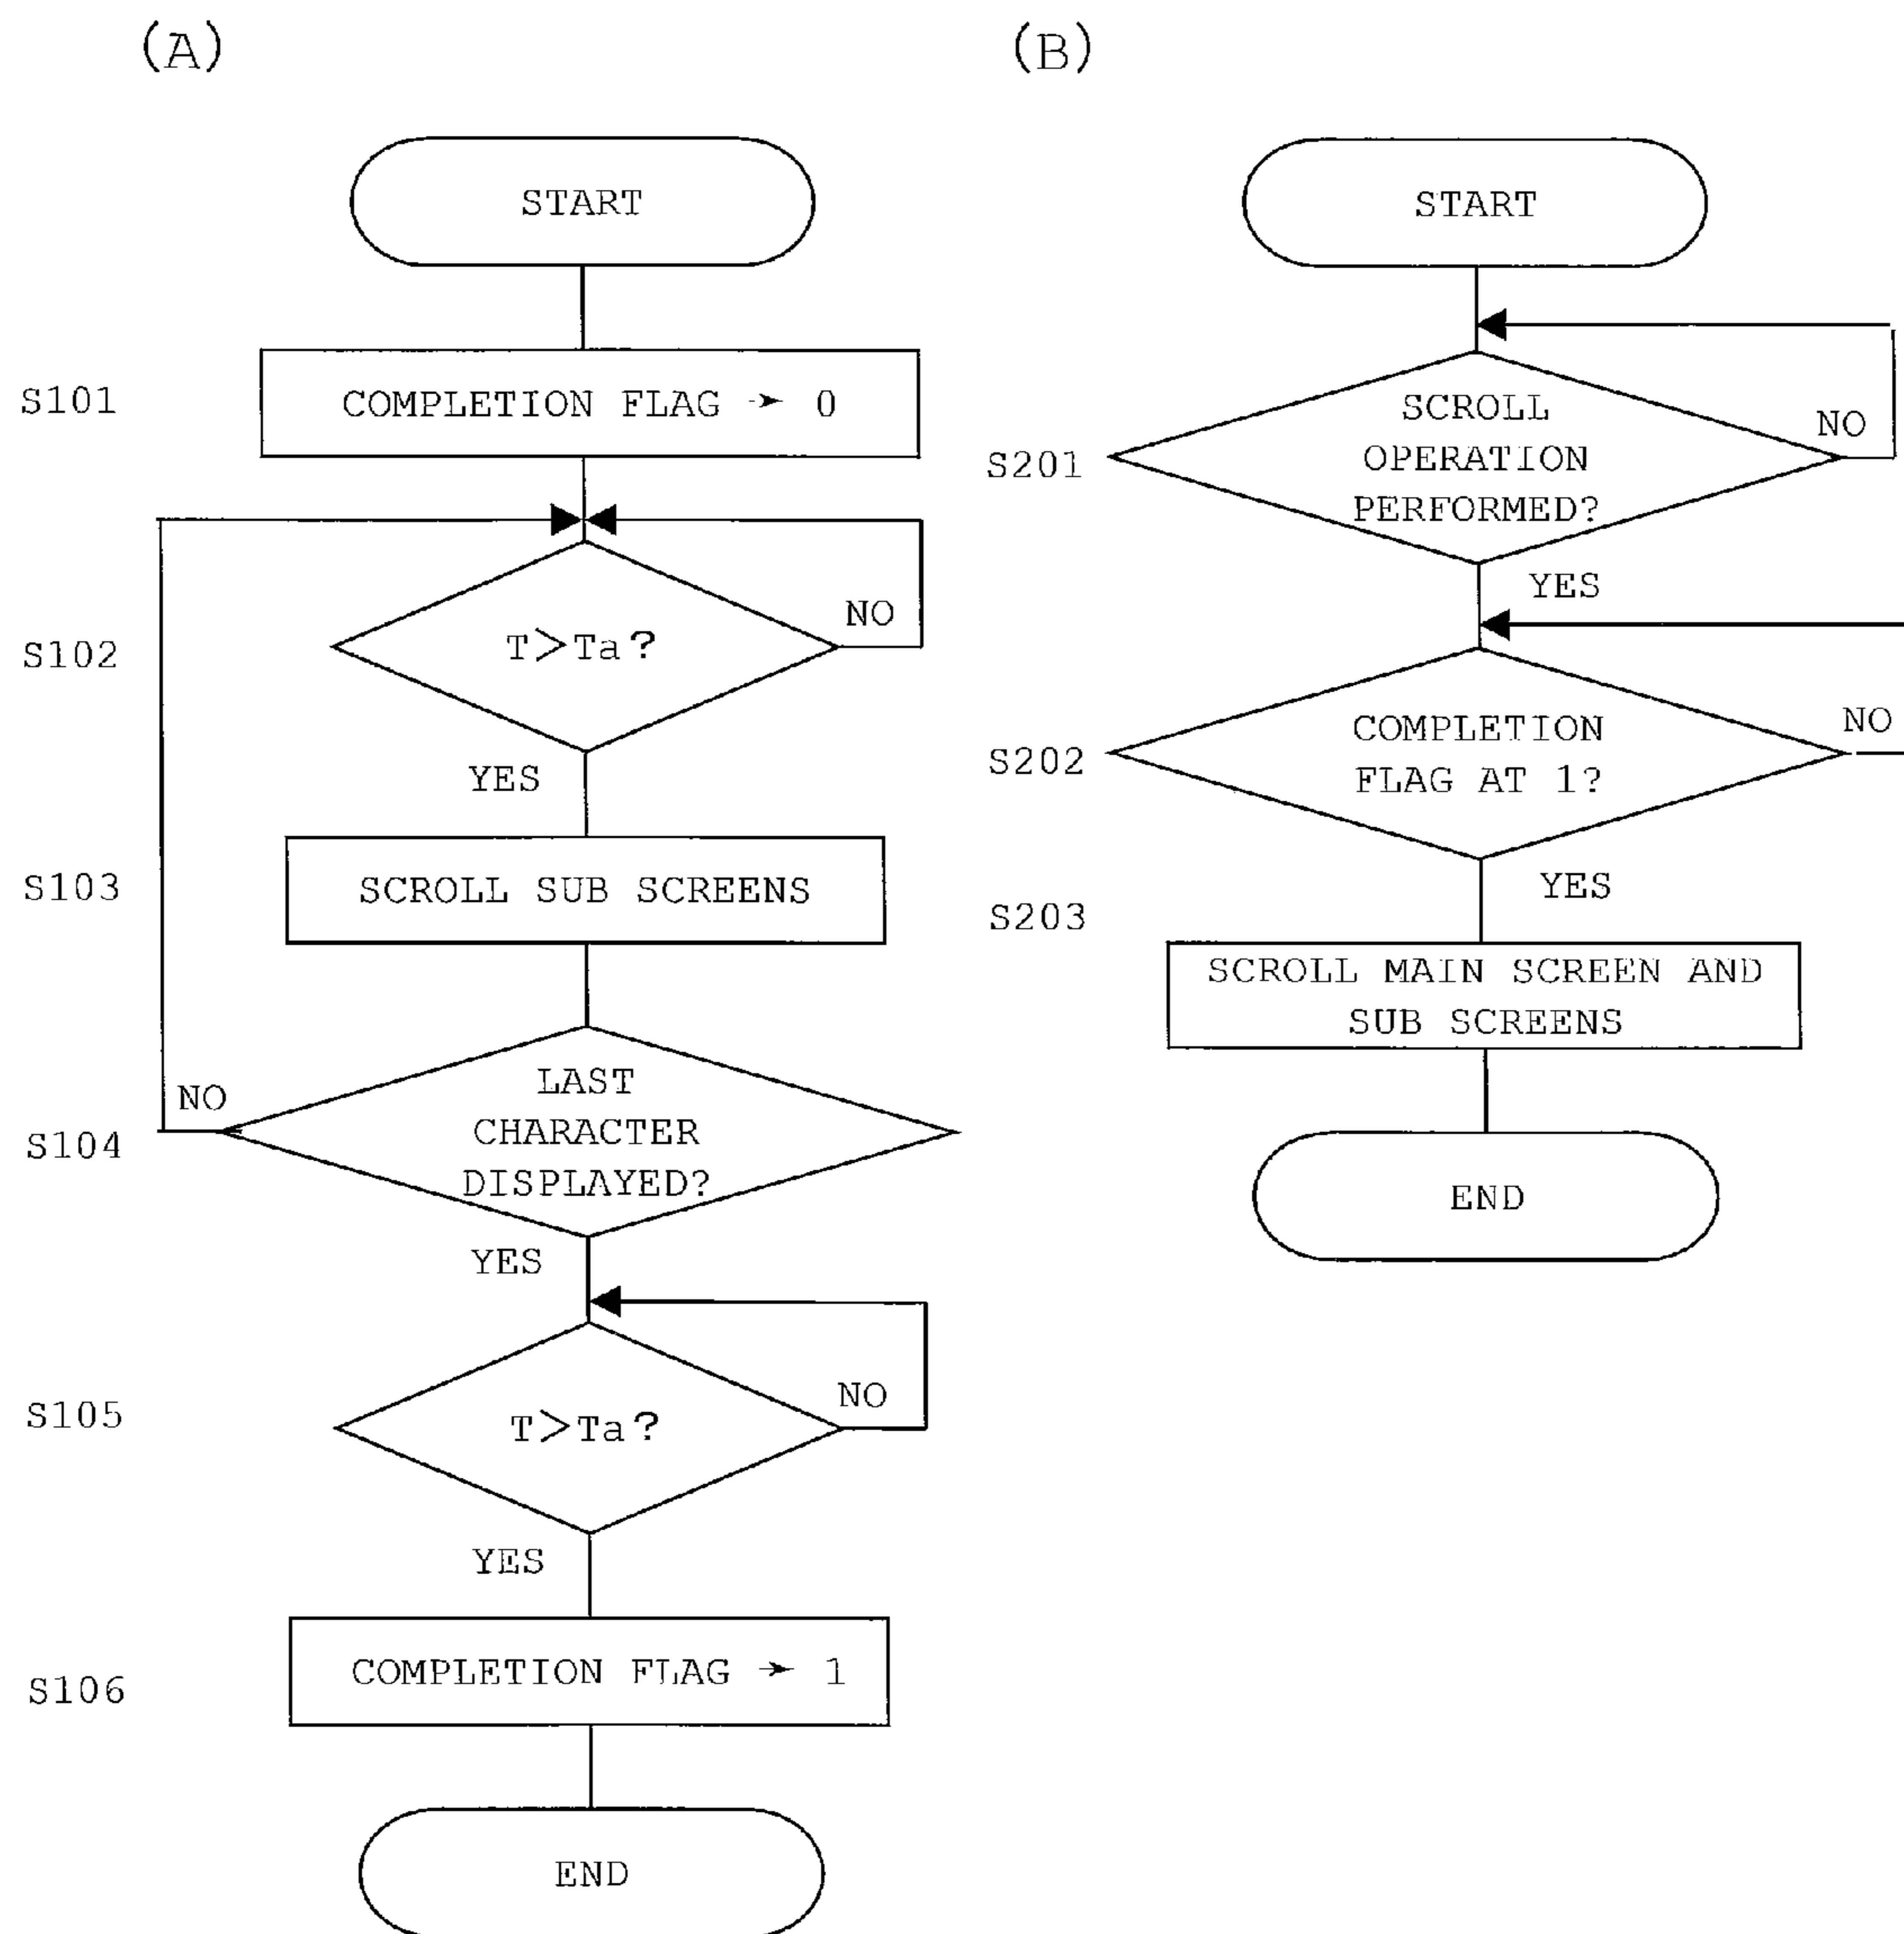 (A)
START
S101
COMPLETION FLAG → 0
S102
T>Ta?
NO
YES
S103
SCROLL SUB SCREENS
S104
LAST
CHARACTER
DISPLAYED?
NO
YES
S105
T>Ta?
NO
YES
S106
COMPLETION FLAG → 1
END
(B)
START
S201
SCROLL
OPERATION
PERFORMED?
NO
YES
S202
COMPLETION
FLAG AT 1?
NO
YES
S203
SCROLL MAIN SCREEN AND
SUB SCREENS
END